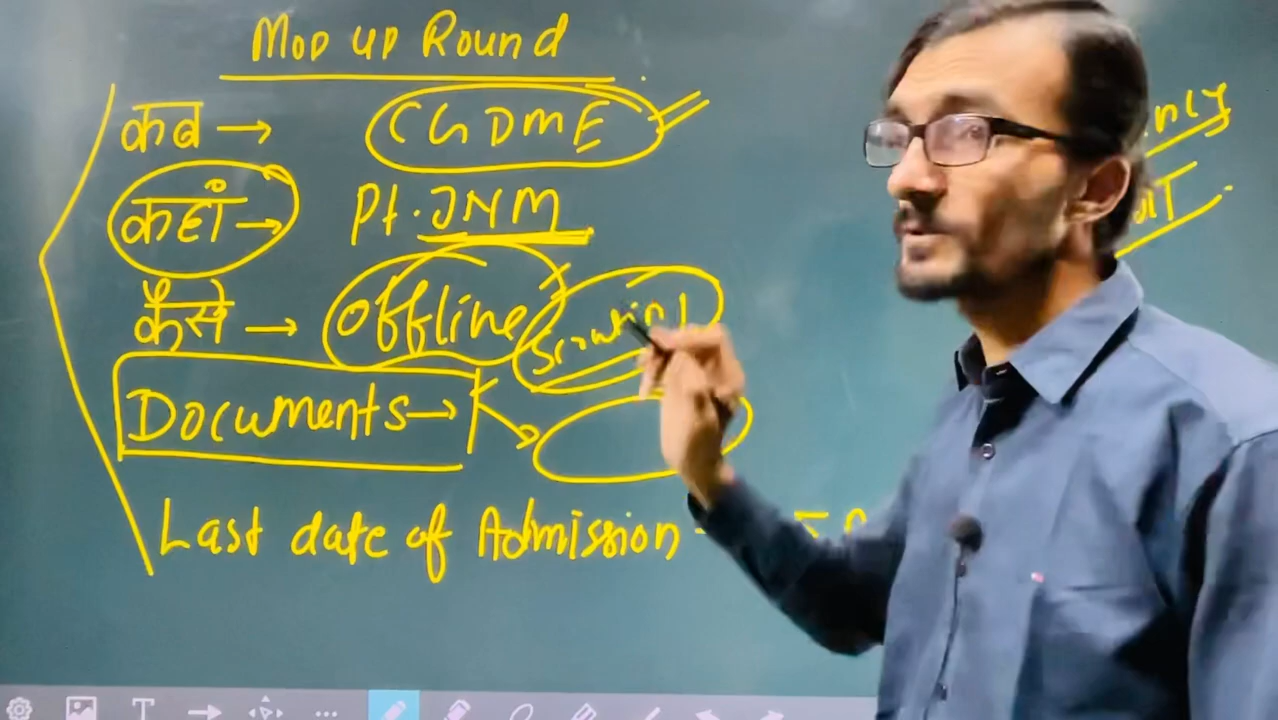 Mop up Round
कब → CGDME
कहाँ → Pt. JNM
कैसे → Offline
Documents →
Last date of Admission -